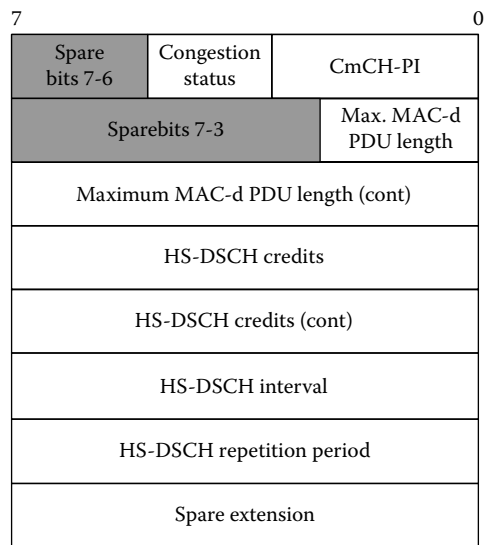 7 0
Spare Congestion CmCH-PI
bits 7-6 status
Sparebits 7-3 Max. MAC-d
PDU length
Maximum MAC-d PDU length (cont)
HS-DSCH credits
HS-DSCH credits (cont)
HS-DSCH interval
HS-DSCH repetition period
Spare extension